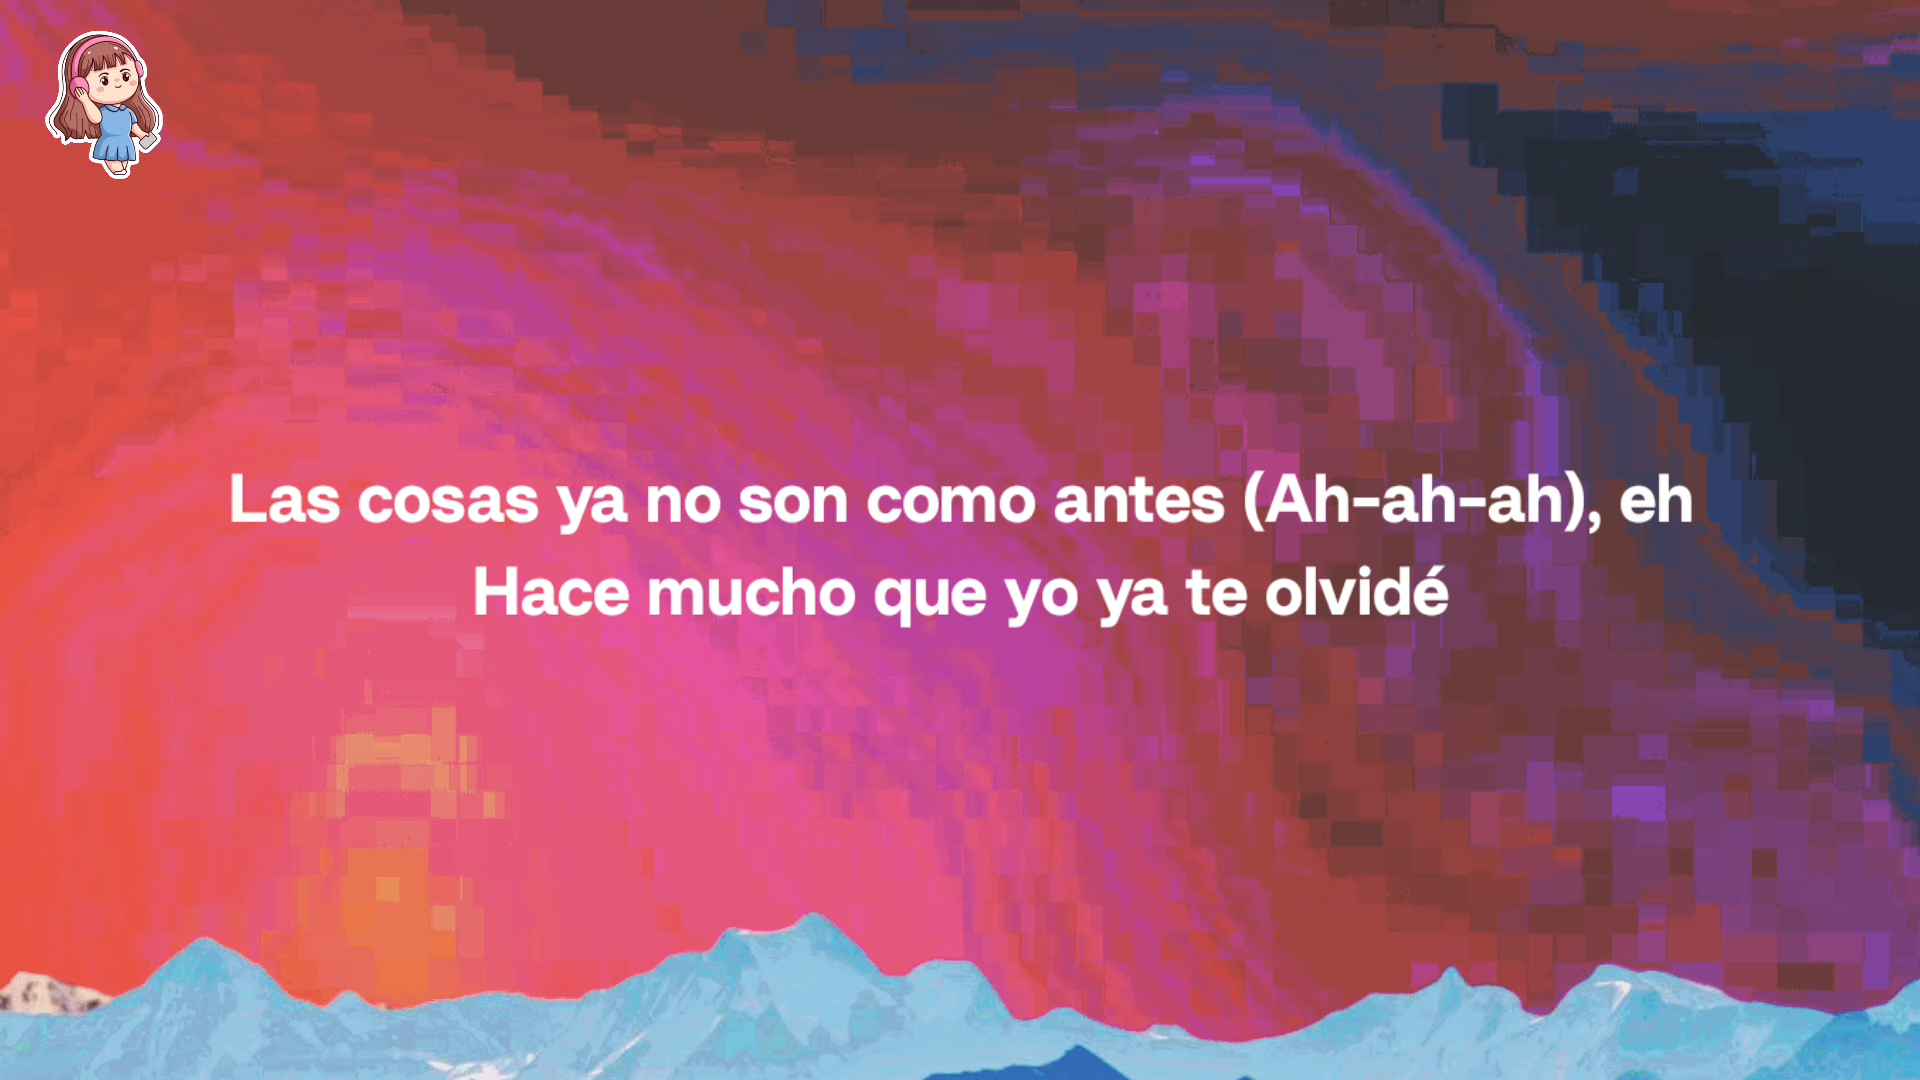 Las cosas ya no son como antes (Ah-ah-ah), eh
Hace mucho que yo ya te olvidé